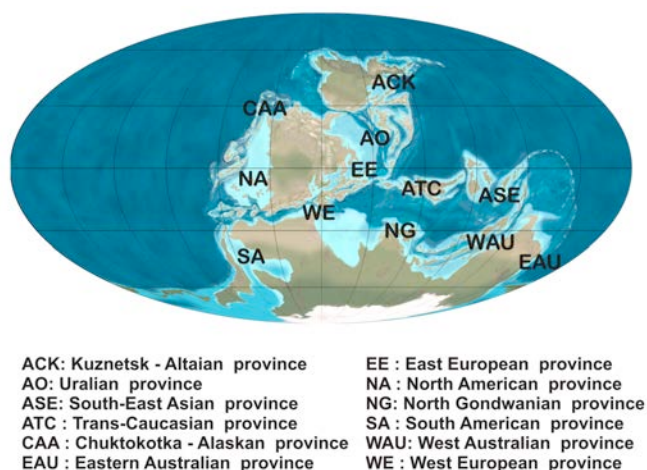 ACK
CAA
AO
EE
NA
ATC
ASE
WE
NG
WAU
SA
EAU
ACK: Kuznetsk - Altaian province
AO: Uralian province
ASE: South-East Asian province
ATC : Trans-Caucasian province
CAA : Chuktokotka - Alaskan province
EAU : Eastern Australian province
EE : East European province
NA : North American province
NG: North Gondwanian province
SA : South American province
WAU: West Australian province
WE : West European province